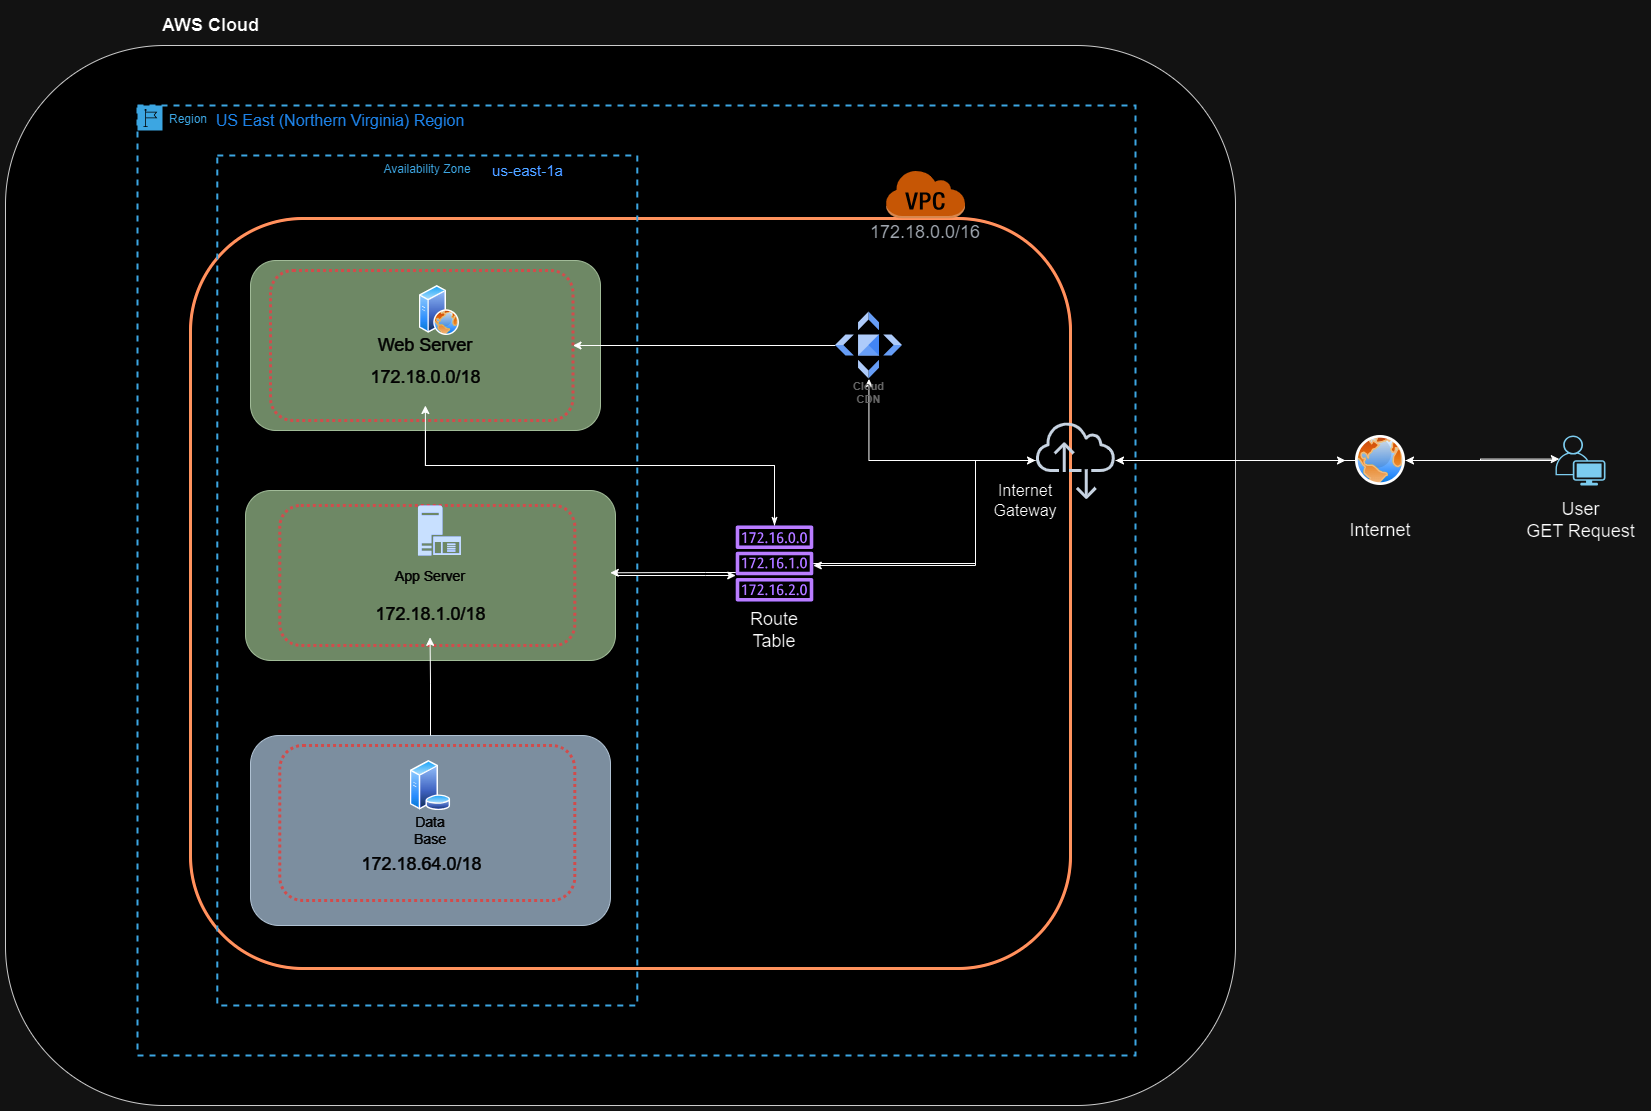 AWS Cloud
Region
US East (Northern Virginia) Region
Availability Zone
us-east-1a
VPC
172.18.0.0/16
Web Server
172.18.0.0/18
Cloud
CDN
Internet
Gateway
Internet
User
GET Request
App Server
172.18.1.0/18
172.16.0.0
172.16.1.0
172.16.2.0
Route
Table
Data
Base
172.18.64.0/18